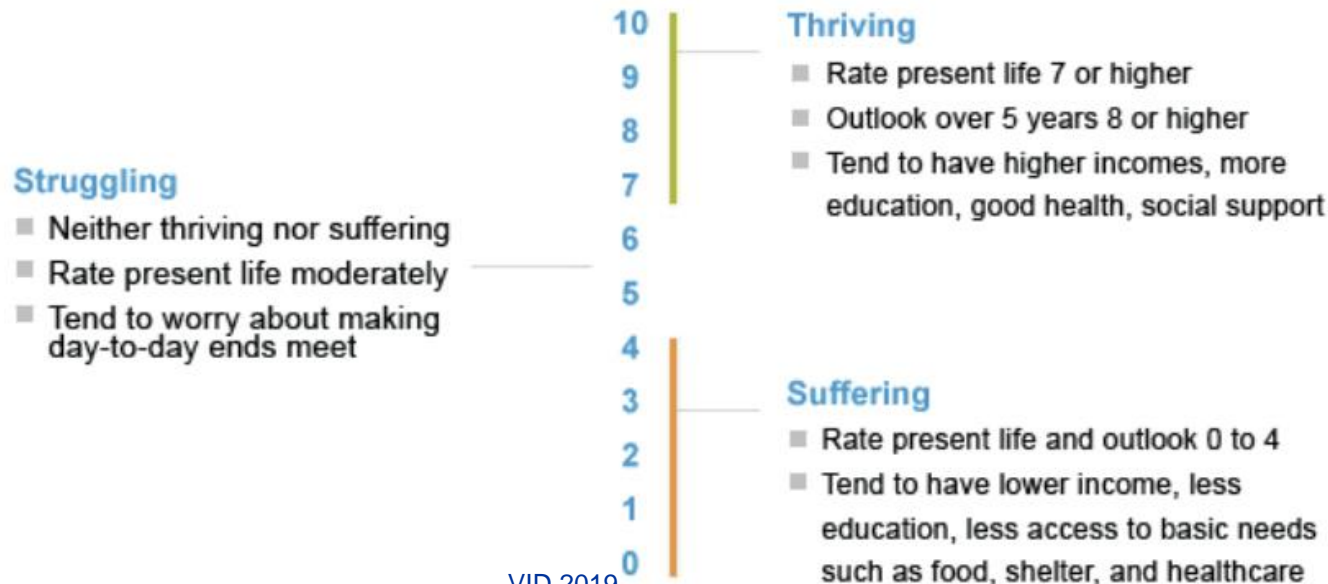 Struggling
Neither thriving nor suffering
Rate present life moderately
Tend to worry about making
day-to-day ends meet
10
9
8
7
6
5
4
3
2
1
0
Thriving
Rate present life 7 or higher
Outlook over 5 years 8 or higher
Tend to have higher incomes, more
education, good health, social support
Suffering
Rate present life and outlook 0 to 4
Tend to have lower income, less
education, less access to basic needs
such as food, shelter, and healthcare
VID 2019